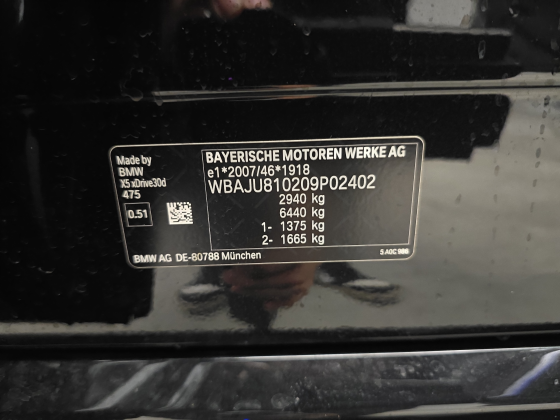 Made by
BMW
X5 xDrive30d
475
0.51
BAYERISCHE MOTOREN WERKE AG
e1*2007/46*1918
WBAJU810209P02402
2940 kg
6440 kg
1- 1375 kg
2- 1665 kg
BMW AG DE-80788 München